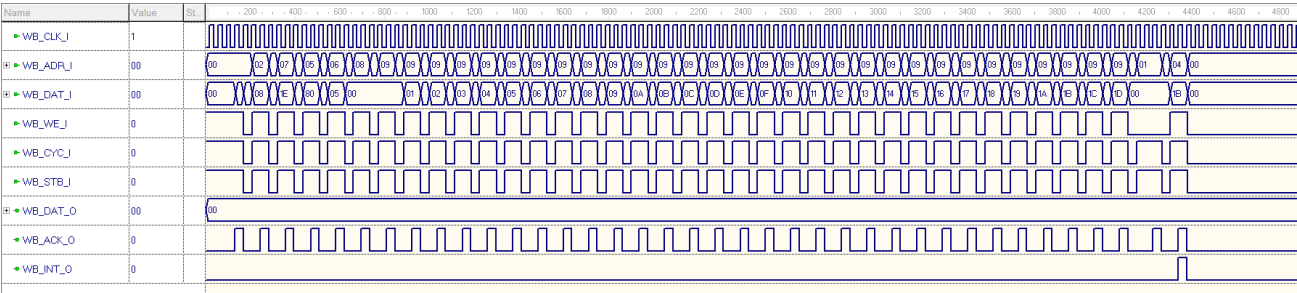 Name Value St.. 200 400 600 800 1000 1200 1400 1600 1800 2000 2200 2400 2600 2800 3000 3200 3400 3600 3800 4000 4200 4400 4600 4800
WB_CLK_I 1
WB_ADR_I 00 00 02 07 05 06 08 09 09 09 09 09 09 09 09 09 09 09 09 09 09 09 09 09 09 09 09 09 09 09 09 09 09 09 09 09 09 01 04 00
WB_DAT_I 00 00 08 1E 80 05 00 01 02 03 04 05 06 07 08 09 0A 0B 0C 0D 0E 0F 10 11 12 13 14 15 16 17 18 19 1A 1B 1C 1D 00 1B 00
WB_WE_I 0
WB_CYC_I 0
WB_STB_I 0
WB_DAT_O 00 00
WB_ACK_O 0
WB_INT_O 0